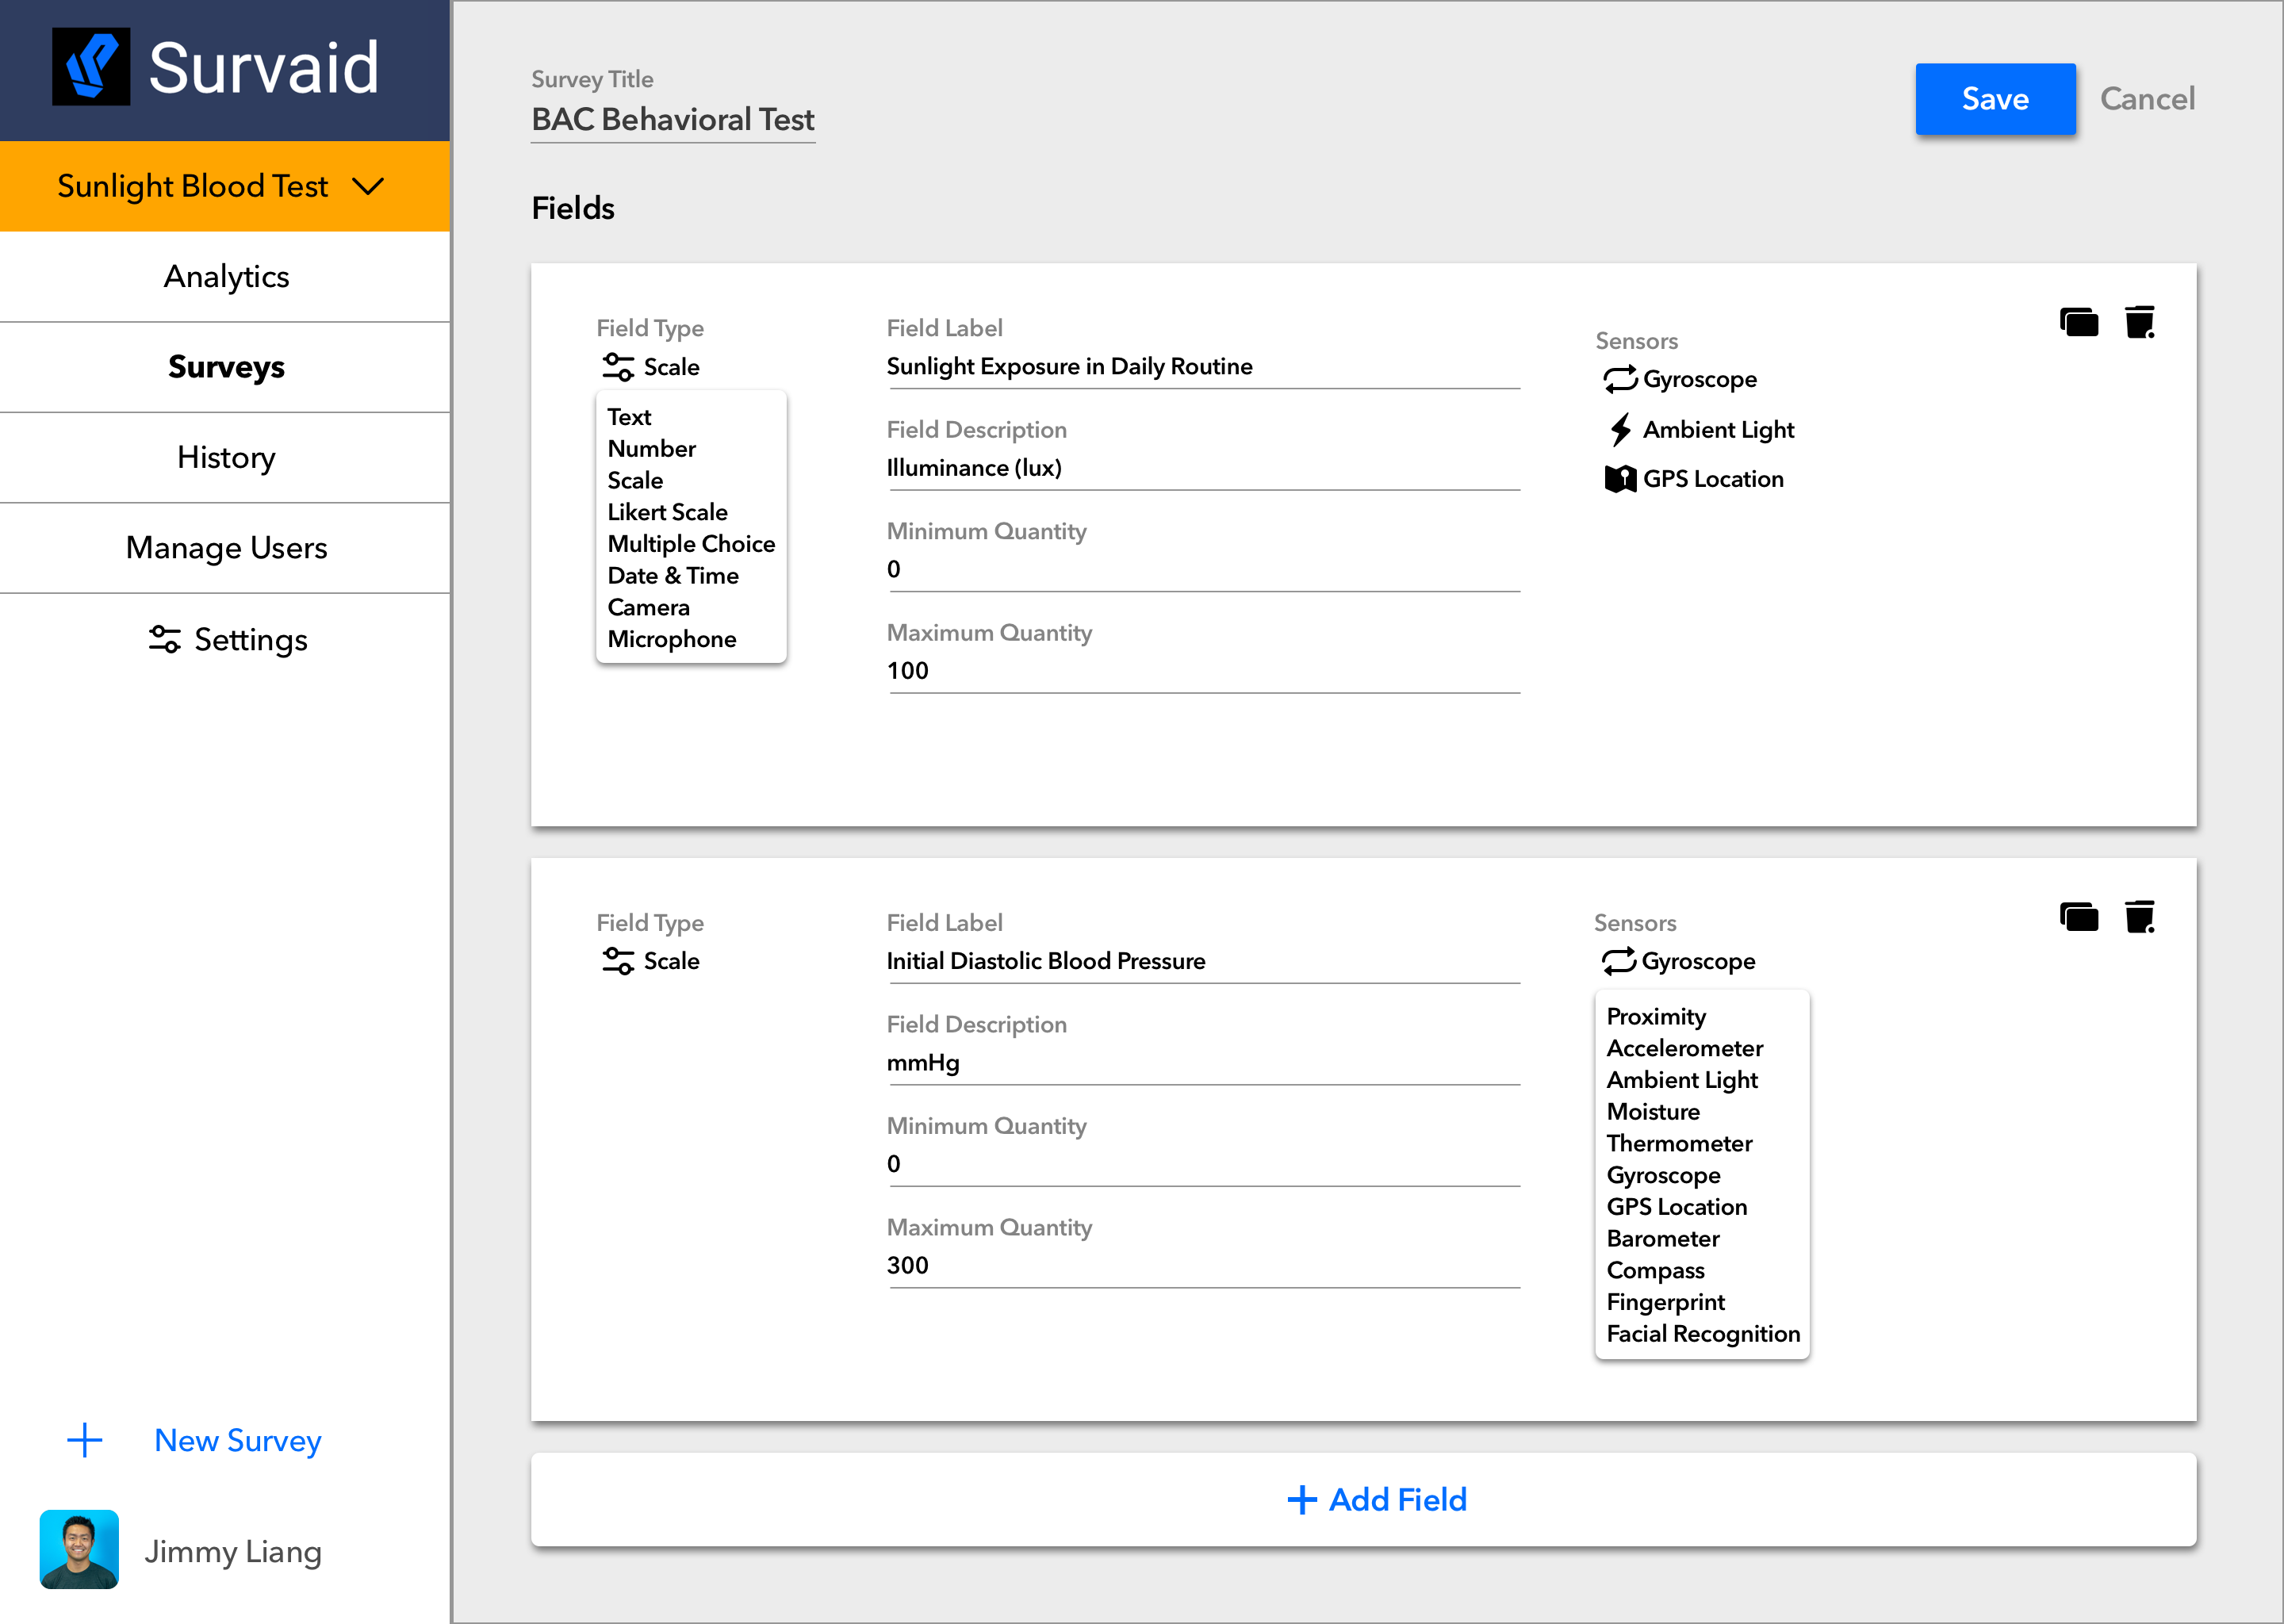 Survaid
Sunlight Blood Test
Analytics
Surveys
History
Manage Users
Settings
New Survey
Jimmy Liang
Survey Title
BAC Behavioral Test
Save
Cancel
Fields
Field Type
Scale
Text
Number
Scale
Likert Scale
Multiple Choice
Date & Time
Camera
Microphone
Field Label
Sunlight Exposure in Daily Routine
Field Description
Illuminance (lux)
Minimum Quantity
0
Maximum Quantity
100
Sensors
Gyroscope
Ambient Light
GPS Location
Field Type
Scale
Field Label
Initial Diastolic Blood Pressure
Field Description
mmHg
Minimum Quantity
0
Maximum Quantity
300
Sensors
Gyroscope
Proximity
Accelerometer
Ambient Light
Moisture
Thermometer
Gyroscope
GPS Location
Barometer
Compass
Fingerprint
Facial Recognition
Add Field